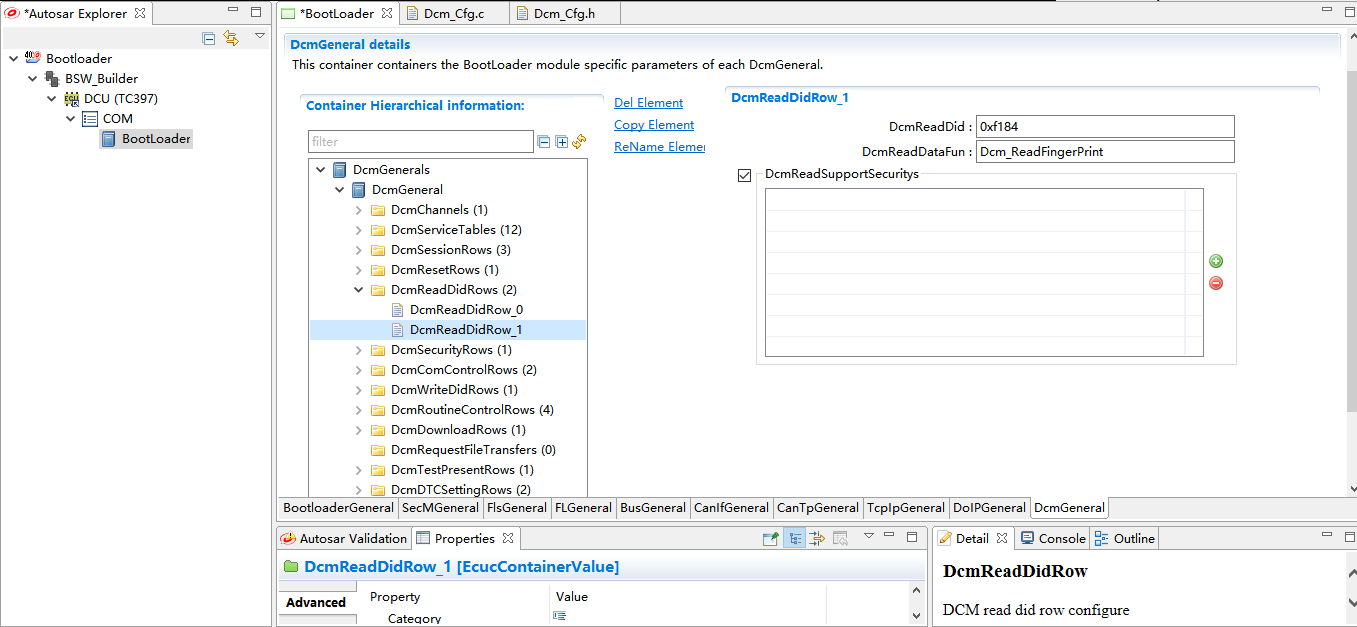 *Autosar Explorer
Bootloader
BSW_Builder
DCU (TC397)
COM
BootLoader
*BootLoader
Dcm_Cfg.c
Dcm_Cfg.h
DcmGeneral details
This container containers the BootLoader module specific parameters of each DcmGeneral.
Container Hierarchical information:
filter
DcmGenerals
DcmGeneral
DcmChannels (1)
DcmServiceTables (12)
DcmSessionRows (3)
DcmResetRows (1)
DcmReadDidRows (2)
DcmReadDidRow_0
DcmReadDidRow_1
DcmSecurityRows (1)
DcmComControlRows (2)
DcmWriteDidRows (1)
DcmRoutineControlRows (4)
DcmDownloadRows (1)
DcmRequestFileTransfers (0)
DcmTestPresentRows (1)
DcmDTCSettingRows (2)
Del Element
Copy Element
ReName Elemer
DcmReadDidRow_1
DcmReadDid : 0xf184
DcmReadDataFun : Dcm_ReadFingerPrint
DcmReadSupportSecuritys
BootloaderGeneral SecMGeneral FlsGeneral FLGeneral BusGeneral CanIfGeneral CanTpGeneral TcpIpGeneral DoIPGeneral DcmGeneral
Autosar Validation
Properties
DcmReadDidRow_1 [EcucContainerValue]
Advanced
Property Value
Category
Detail
Console
Outline
DcmReadDidRow
DCM read did row configure